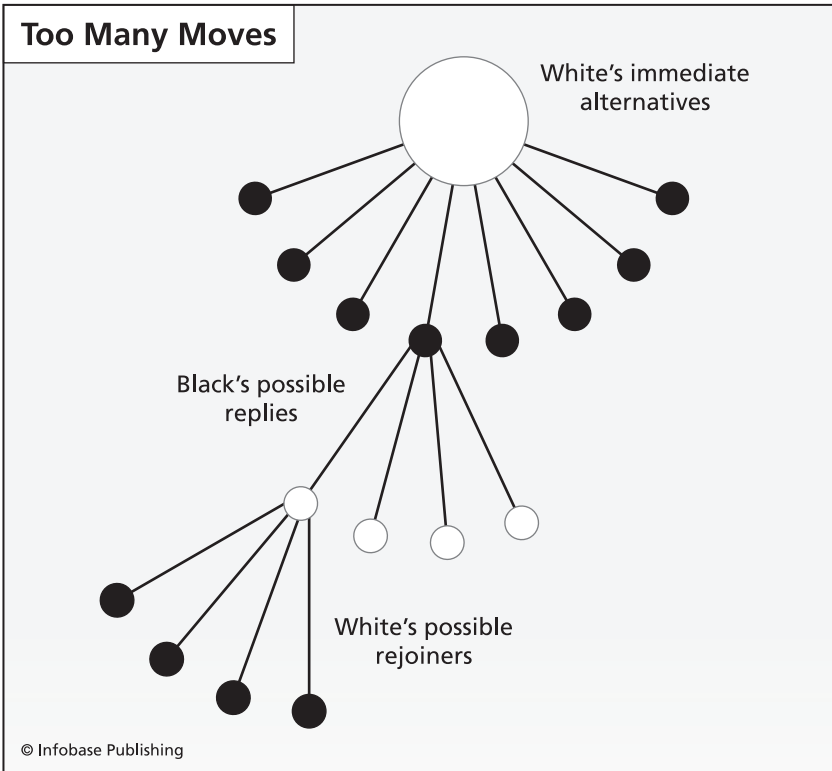 Too Many Moves
White’s immediate
alternatives
Black’s possible
replies
White’s possible
rejoiners
© Infobase Publishing